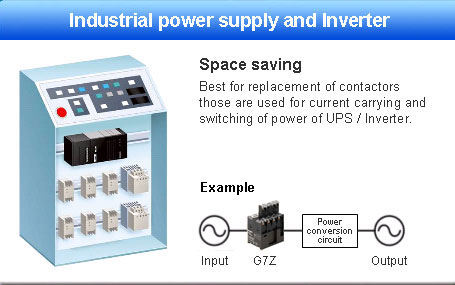 Industrial power supply and Inverter
Space saving
Best for replacement of contactors
those are used for current carrying and
switching of power of UPS / Inverter.
Example
Power
conversion
circuit
Input
G7Z
Output